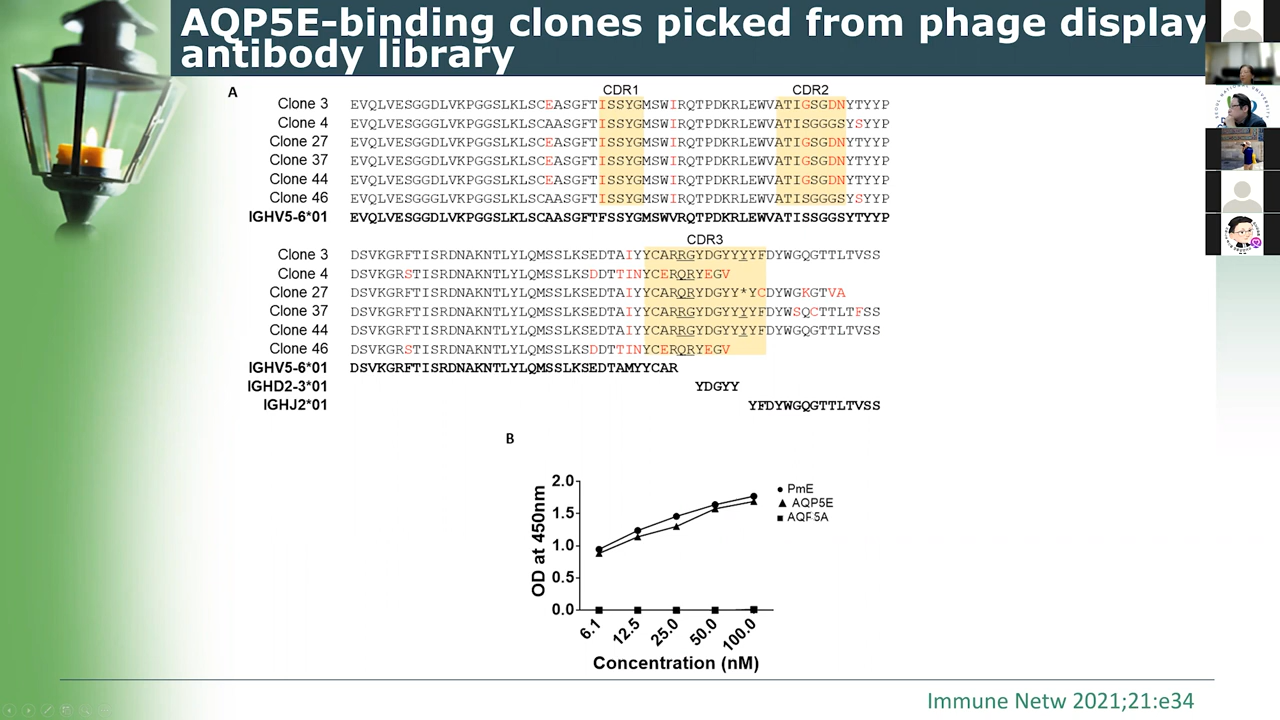 AQP5E-binding clones picked from phage display
antibody library
A
CDR1 CDR2
Clone 3 EVQLVESGGDLVKPGGSLKLSCEASGFTISSYGMSWIRQTPDKRLEWVATIGSGDNYTYYP
Clone 4 EVQLVESGGDLVKPGGSLKLSCAASGFTISSYGMSWIRQTPDKRLEWVATISGGGSYSYYP
Clone 27 EVQLVESGGDLVKPGGSLKLSCEASGFTISSYGMSWIRQTPDKRLEWVATIGSGDNYTYYP
Clone 37 EVQLVESGGDLVKPGGSLKLSCEASGFTISSYGMSWIRQTPDKRLEWVATIGSGDNYTYYP
Clone 44 EVQLVESGGDLVKPGGSLKLSCEASGFTISSYGMSWIRQTPDKRLEWVATIGSGDNYTYYP
Clone 46 EVQLVESGGDLVKPGGSLKLSCAASGFTISSYGMSWIRQTPDKRLEWVATISGGGSYSYYP
IGHV5-6*01 EVQLVESGGDLVKPGGSLKLSCAASGFTFSSYGMSWVRQTPDKRLEWVATISSGGSYTYYP
CDR3
Clone 3 DSVKGRFTISRDNAKNTLYLQMSSLKSEDTAIYYCARRGYDGYYYYFDYWGQGTTLTVSS
Clone 4 DSVKGRSTISRDNAKNTLYLQMSSLKSDDTTINYCERQRYEGV
Clone 27 DSVKGRFTISRDNAKNTLYLQMSSLKSEDTAIYYCARQRYDGYY*YCDYWGKGTVA
Clone 37 DSVKGRFTISRDNAKNTLYLQMSSLKSEDTAIYYCARRGYDGYYYYFDYWSQCTTLTFSS
Clone 44 DSVKGRFTISRDNAKNTLYLQMSSLKSEDTAIYYCARRGYDGYYYYFDYWGQGTTLTVSS
Clone 46 DSVKGRSTISRDNAKNTLYLQMSSLKSDDTTINYCERQRYEGV
IGHV5-6*01 DSVKGRFTISRDNAKNTLYLQMSSLKSEDTAMYYCAR
IGHD2-3*01 YDGYY
IGHJ2*01 YFDYWGQGTTLTVSS
B
OD at 450nm
2.0
1.5
1.0
0.5
0.0
6.1 12.5 25.0 50.0 100.0
Concentration (nM)
PmE
AQP5E
AQP5A
Immune Netw 2021;21:e34